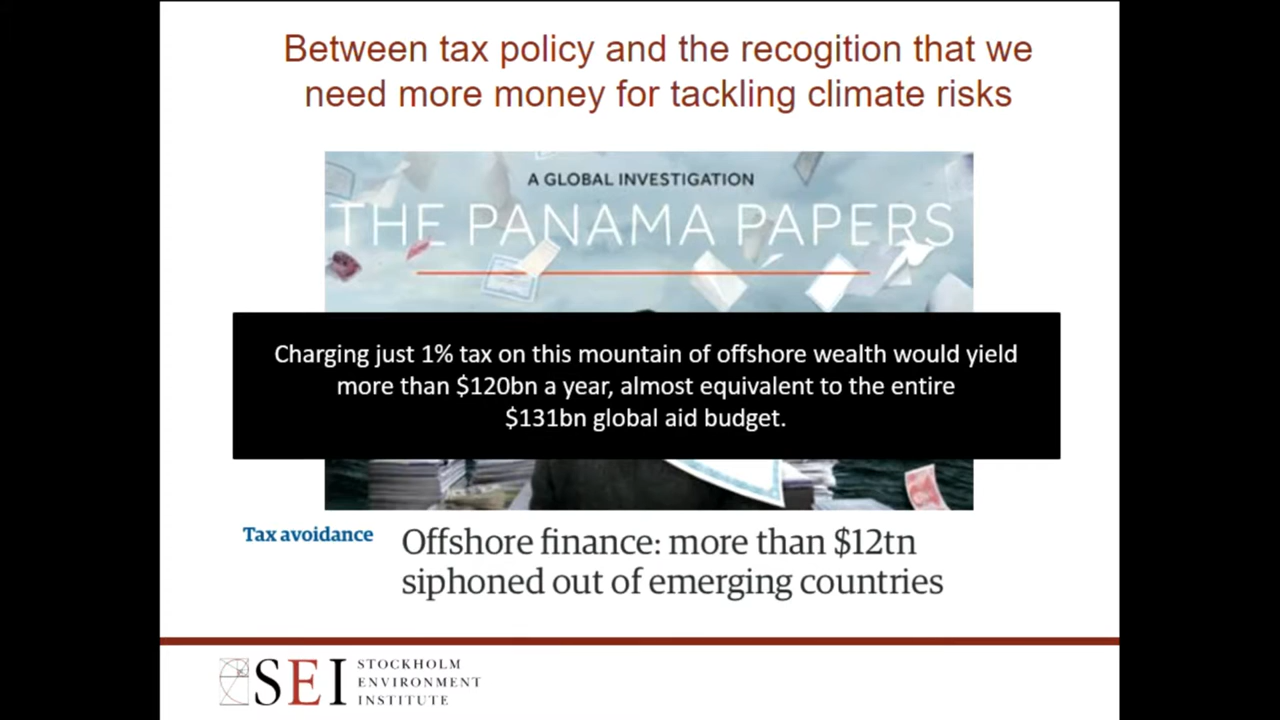 Between tax policy and the recogition that we
need more money for tackling climate risks
A GLOBAL INVESTIGATION
THE PANAMA PAPERS
Charging just 1% tax on this mountain of offshore wealth would yield
more than $120bn a year, almost equivalent to the entire
$131bn global aid budget.
Tax avoidance
Offshore finance: more than $12tn
siphoned out of emerging countries
SEI
STOCKHOLM
ENVIRONMENT
INSTITUTE